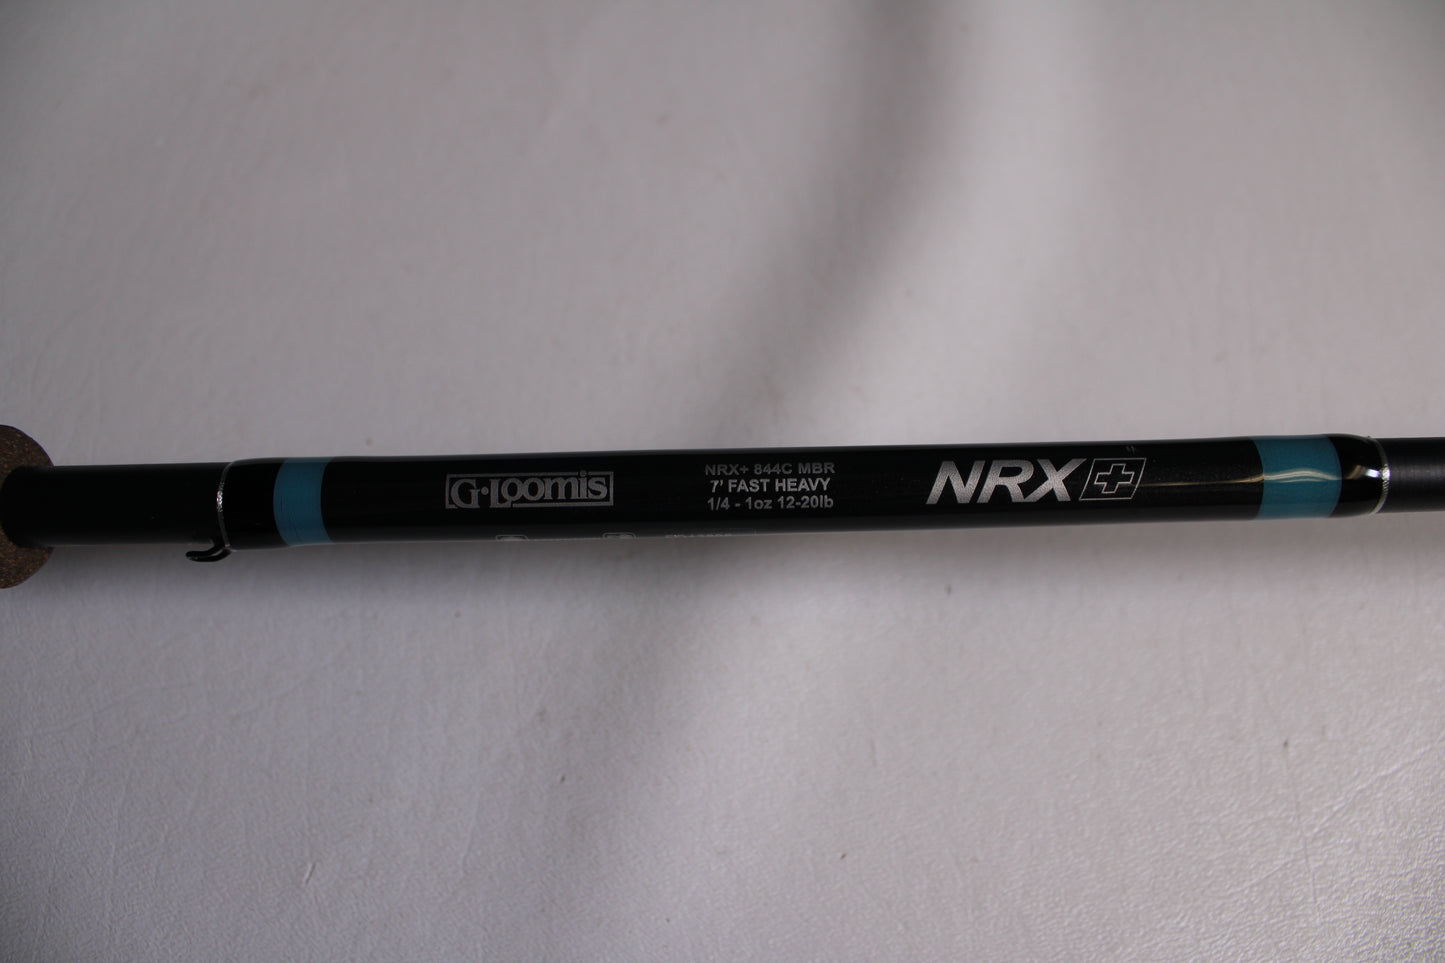 G·Loomis
NRX+ 844C MBR
7' FAST HEAVY
1/4 - 1oz 12-20lb
NRX+